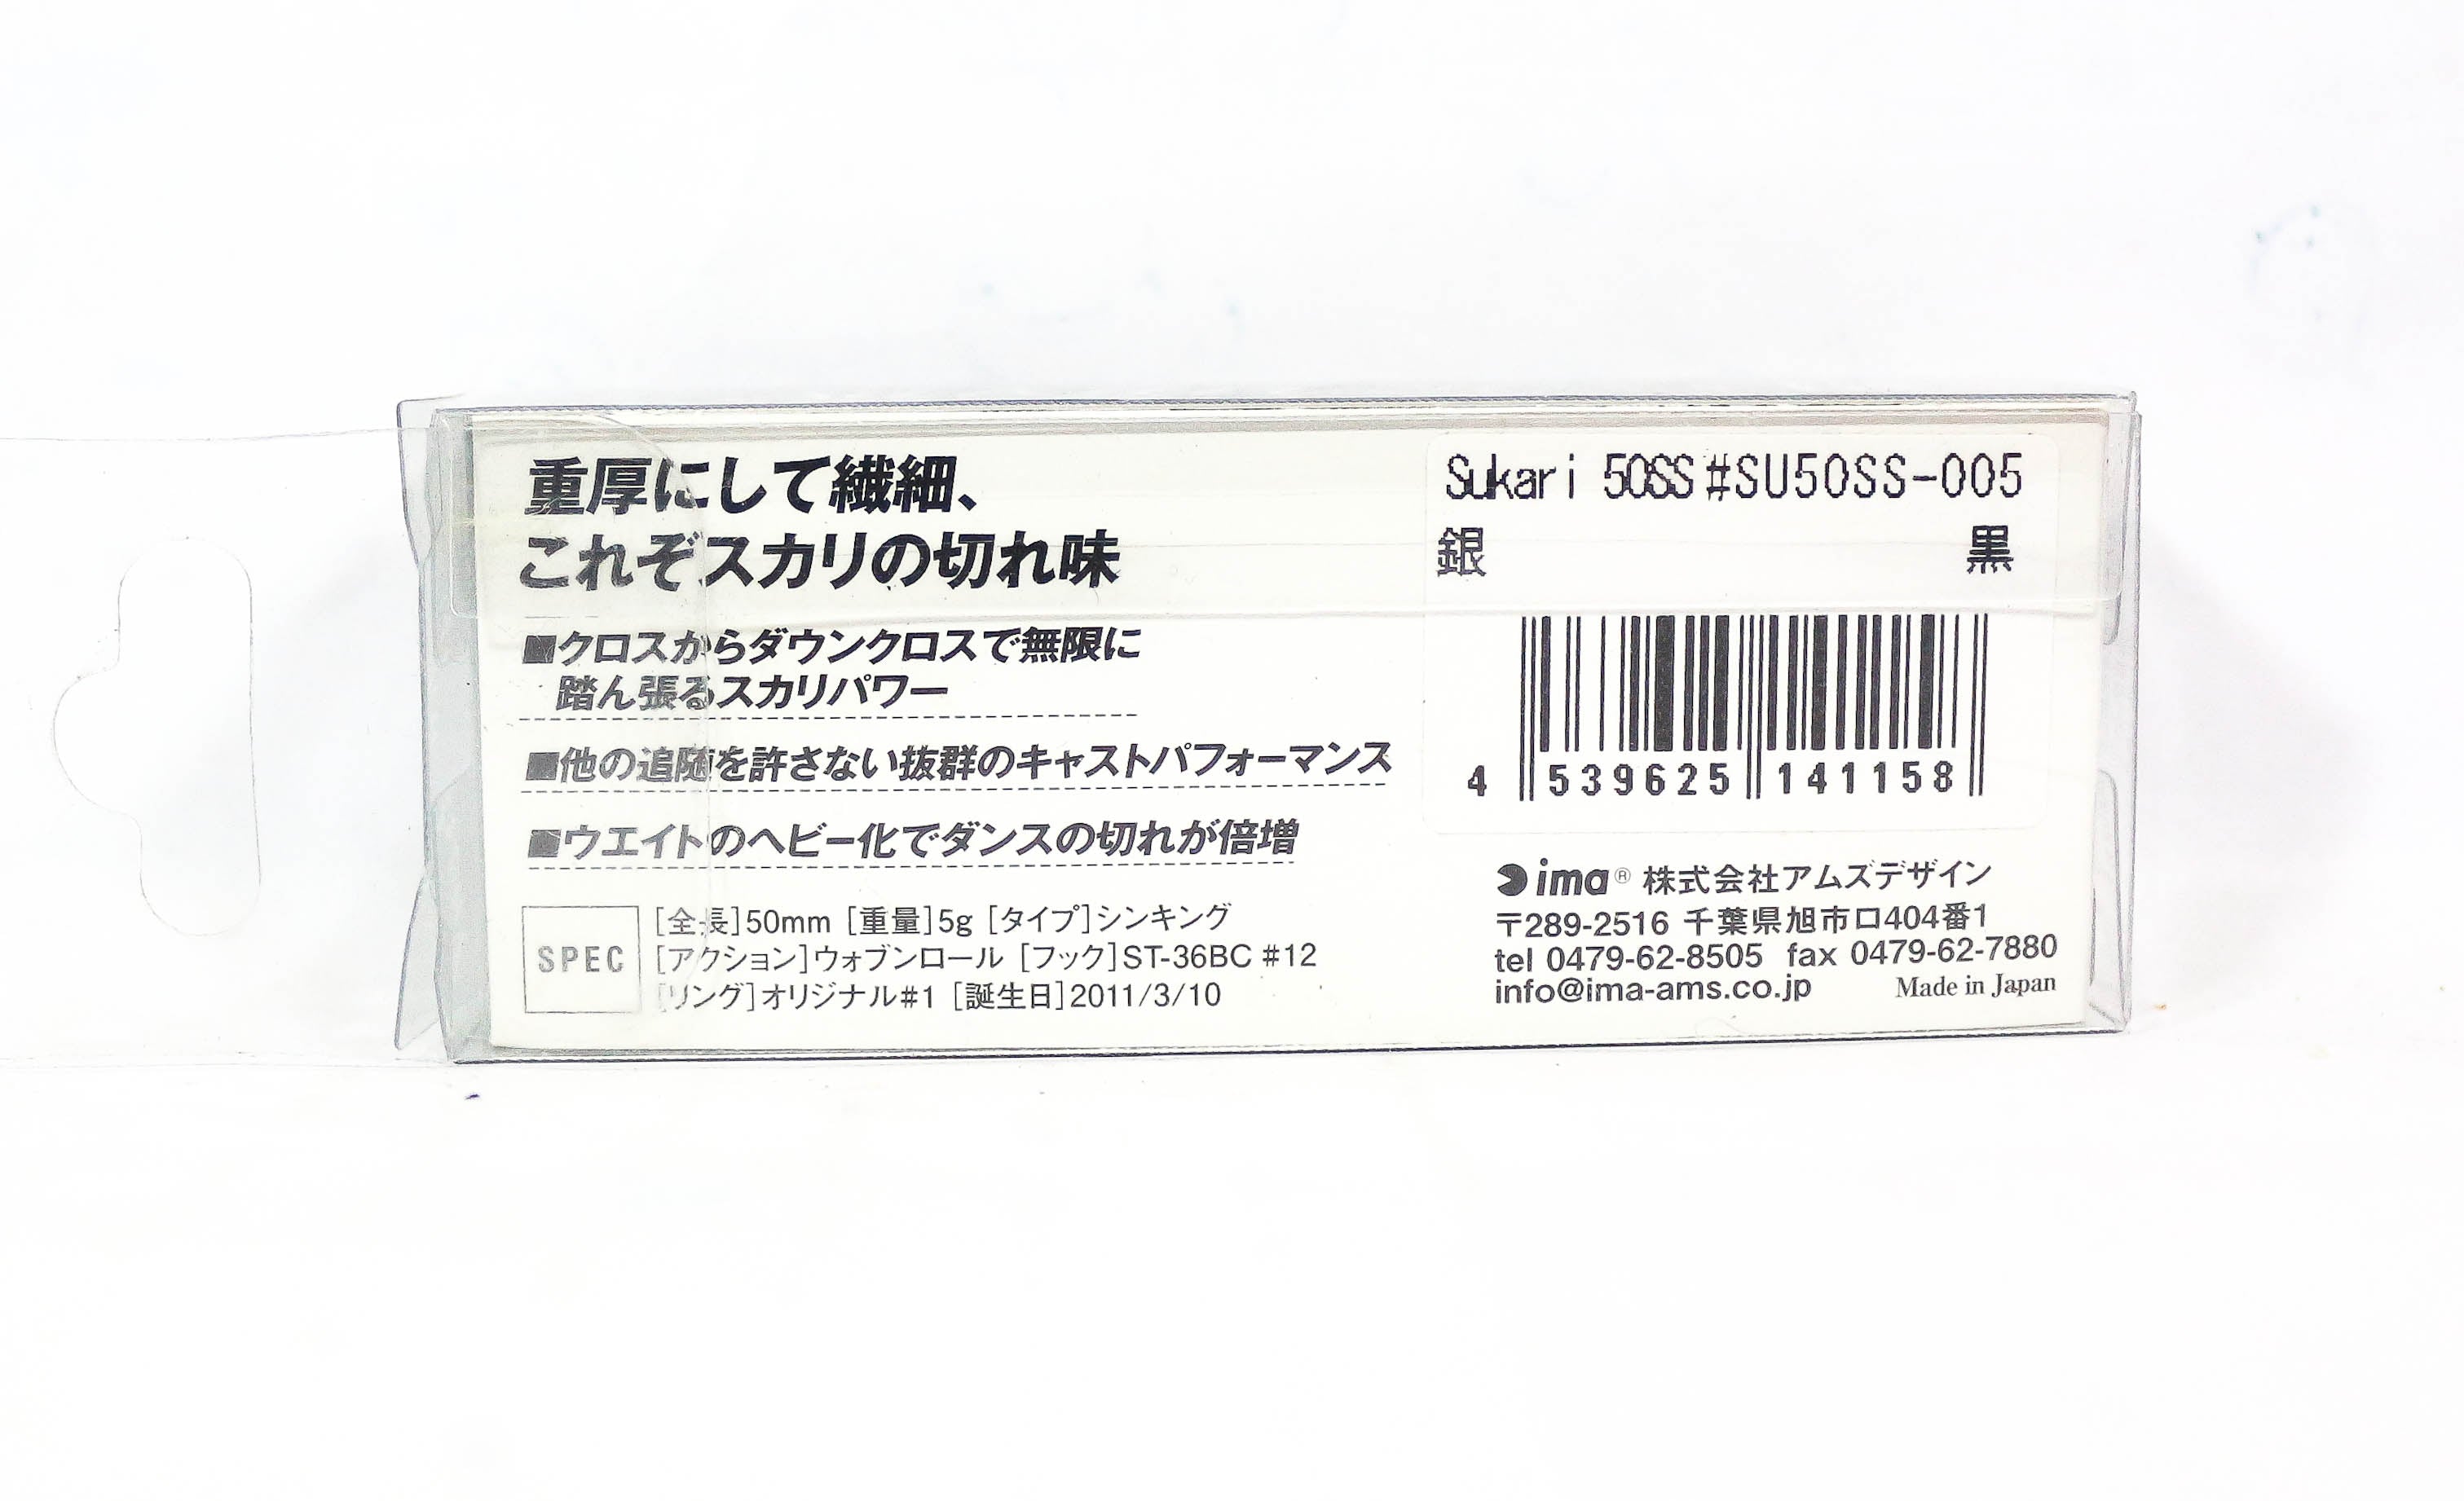 重厚にして繊細、
これぞスカリの切れ味
■クロスからダウンクロスで無限に
踏ん張るスカリパワー
■他の追随を許さない抜群のキャストパフォーマンス
■ウエイトのヘビー化でダンスの切れが倍増
SPEC
[全長]50mm [重量]5g [タイプ]シンキング
[アクション]ウォブンロール [フック]ST-36BC #12
[リング]オリジナル#1 [誕生日]2011/3/10
Sukari 50SS #SU50SS-005
銀 黒
4 539625 141158
ima® 株式会社アムズデザイン
〒289-2516 千葉県旭市ロ404番1
tel 0479-62-8505 fax 0479-62-7880
info@ima-ams.co.jp Made in Japan